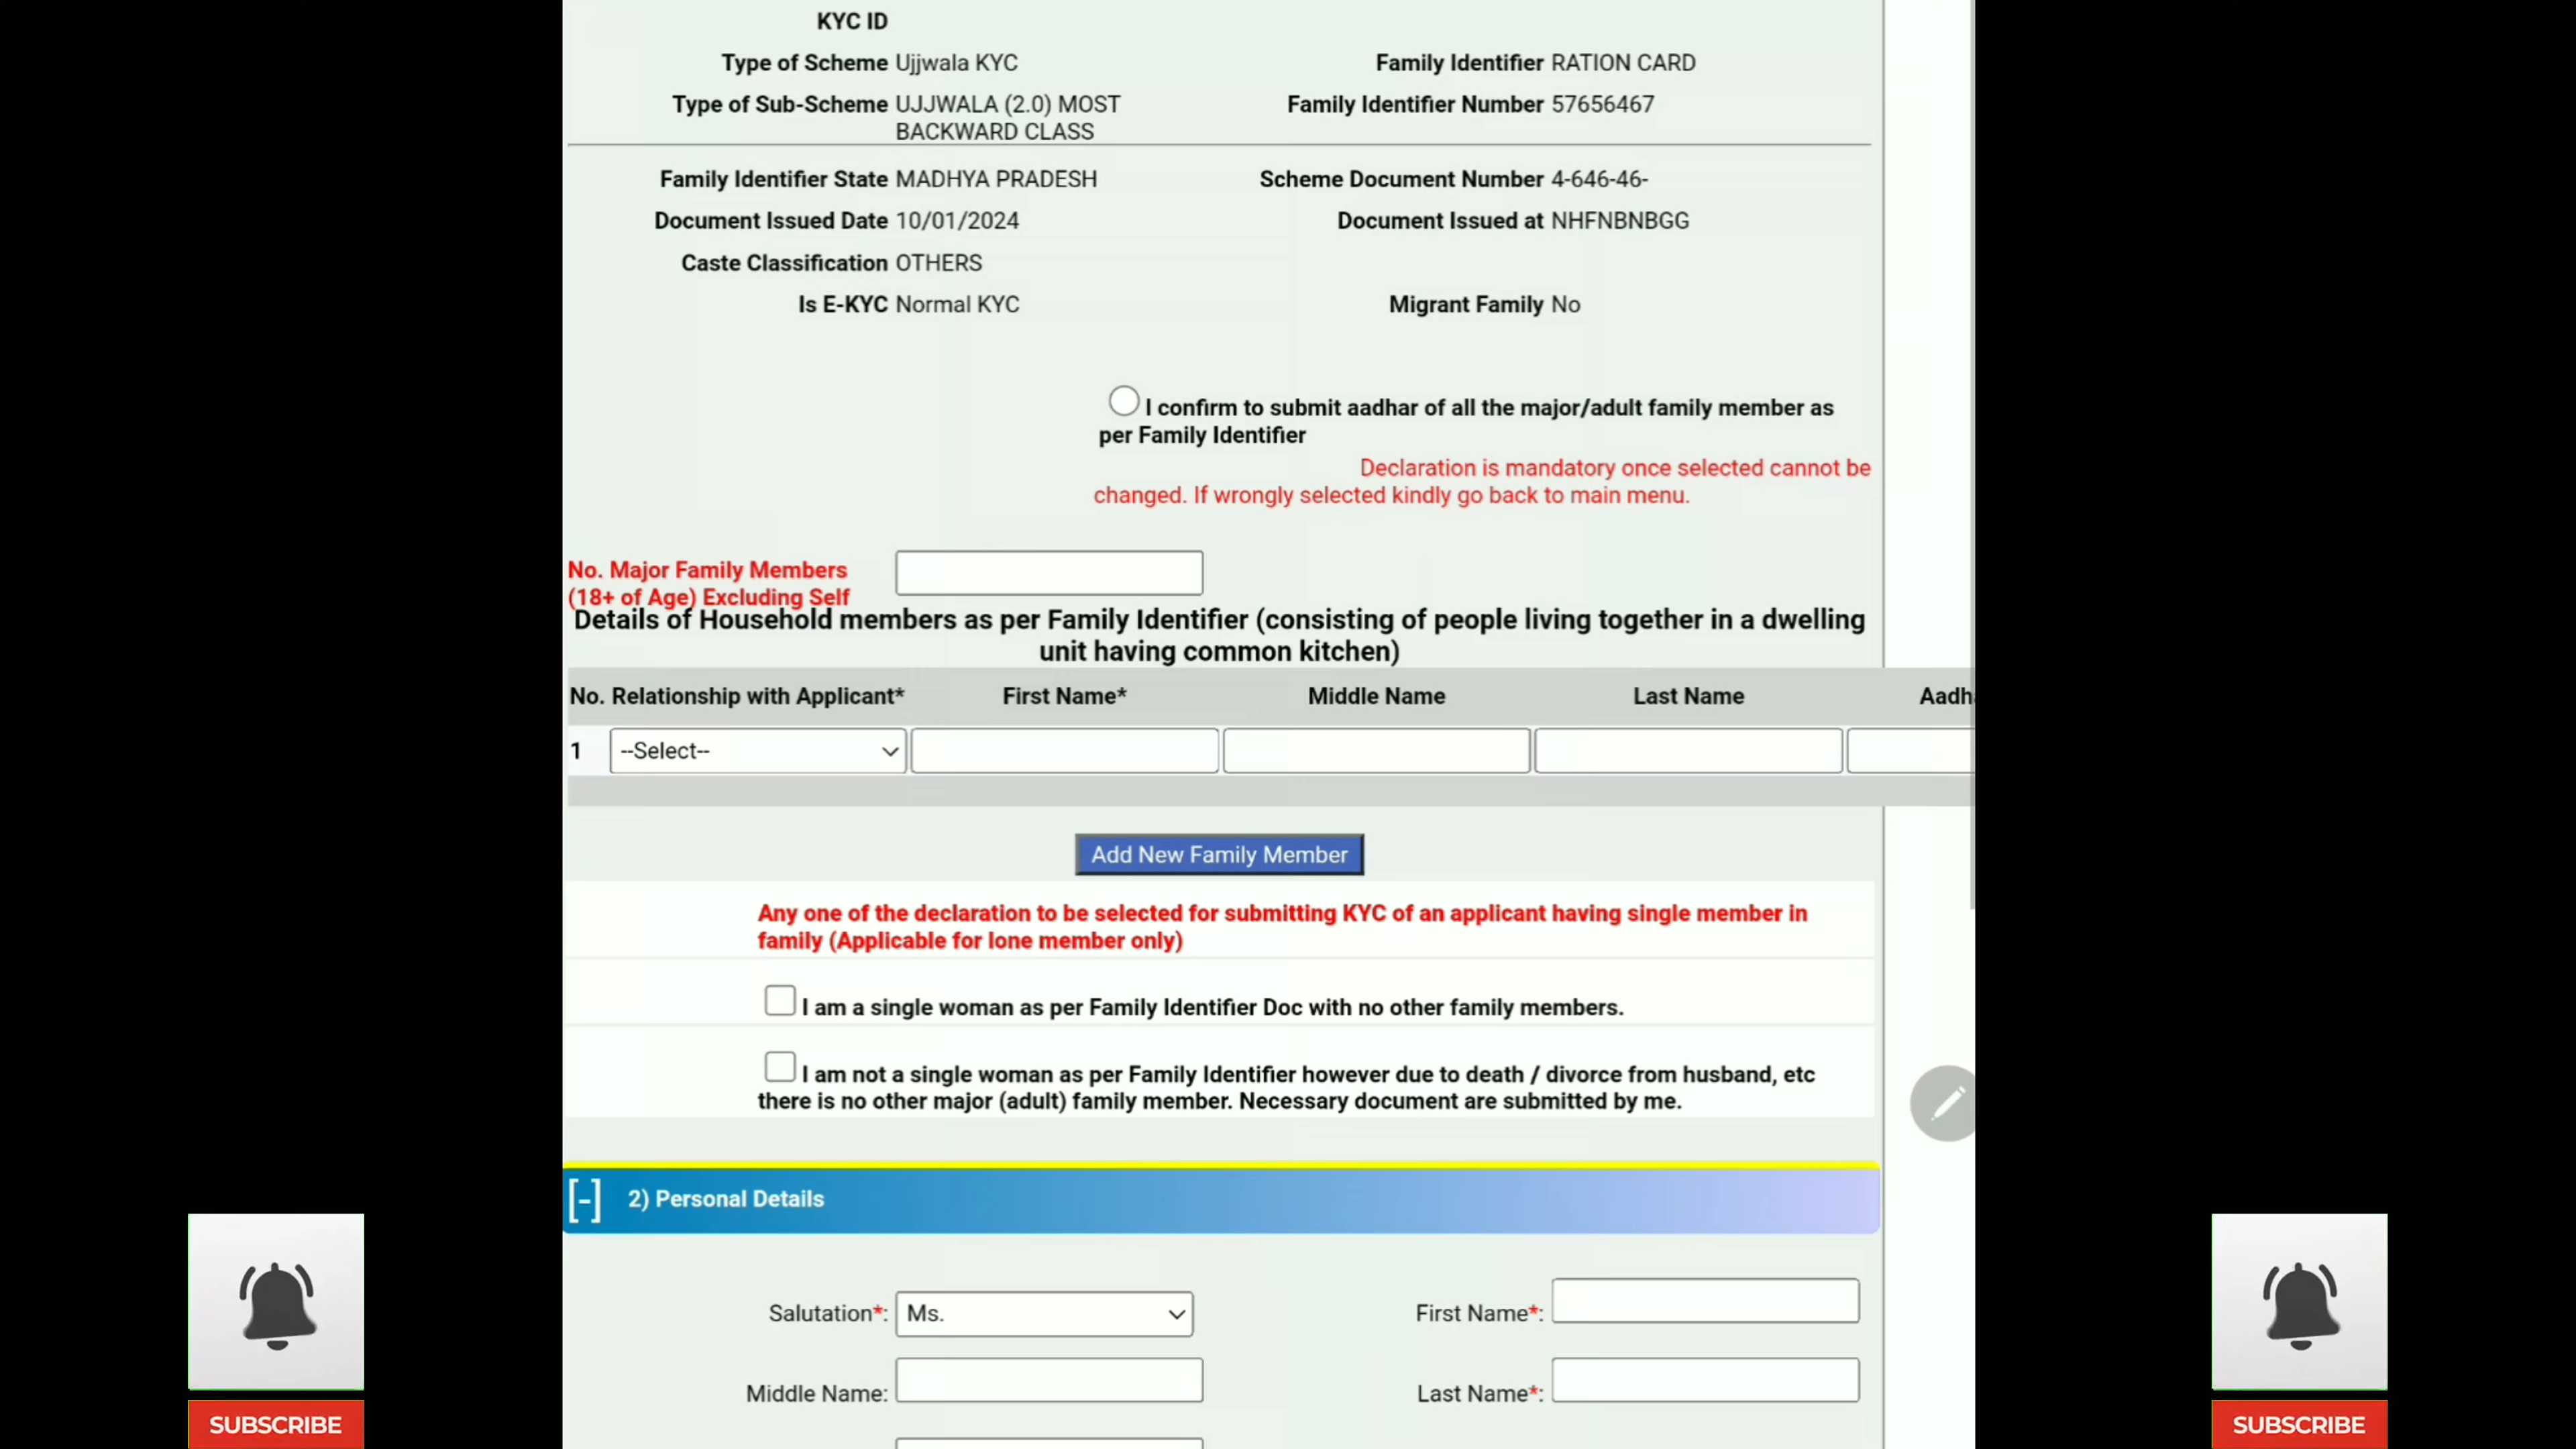 KYC ID
Type of Scheme Ujjwala KYC
Family Identifier RATION CARD
Type of Sub-Scheme UJJWALA (2.0) MOST
BACKWARD CLASS
Family Identifier Number 57656467
Family Identifier State MADHYA PRADESH
Scheme Document Number 4-646-46-
Document Issued Date 10/01/2024
Document Issued at NHFNBNBGG
Caste Classification OTHERS
Is E-KYC Normal KYC
Migrant Family No
I confirm to submit aadhar of all the major/adult family member as
per Family Identifier
Declaration is mandatory once selected cannot be
changed. If wrongly selected kindly go back to main menu.
No. Major Family Members
(18+ of Age) Excluding Self
Details of Household members as per Family Identifier (consisting of people living together in a dwelling
unit having common kitchen)
No. Relationship with Applicant* First Name* Middle Name Last Name
1 --Select--
Add New Family Member
Any one of the declaration to be selected for submitting KYC of an applicant having single member in
family (Applicable for lone member only)
I am a single woman as per Family Identifier Doc with no other family members.
I am not a single woman as per Family Identifier however due to death / divorce from husband, etc
there is no other major (adult) family member. Necessary document are submitted by me.
[-] 2) Personal Details
Salutation*: Ms.
First Name*:
Middle Name:
Last Name*:
SUBSCRIBE
SUBSCRIBE